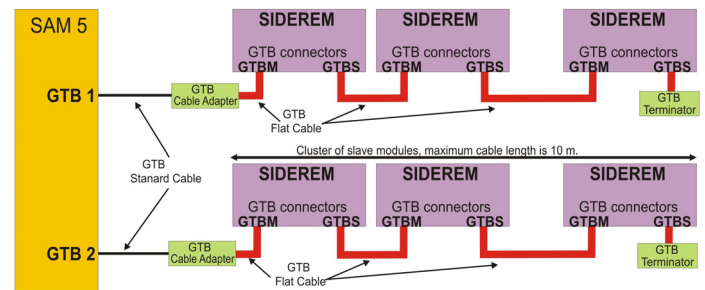 SAM 5
SIDEREM
SIDEREM
SIDEREM
GTB connectors
GTB connectors
GTB connectors
GTBM GTBS
GTBM GTBS
GTBM GTBS
GTB 1
GTB
Cable Adapter
GTB
Flat Cable
GTB
Terminator
GTB
Stanard Cable
Cluster of slave modules, maximum cable length is 10 m.
SIDEREM
SIDEREM
SIDEREM
GTB connectors
GTB connectors
GTB connectors
GTBM GTBS
GTBM GTBS
GTBM GTBS
GTB 2
GTB
Cable Adapter
GTB
Flat Cable
GTB
Terminator